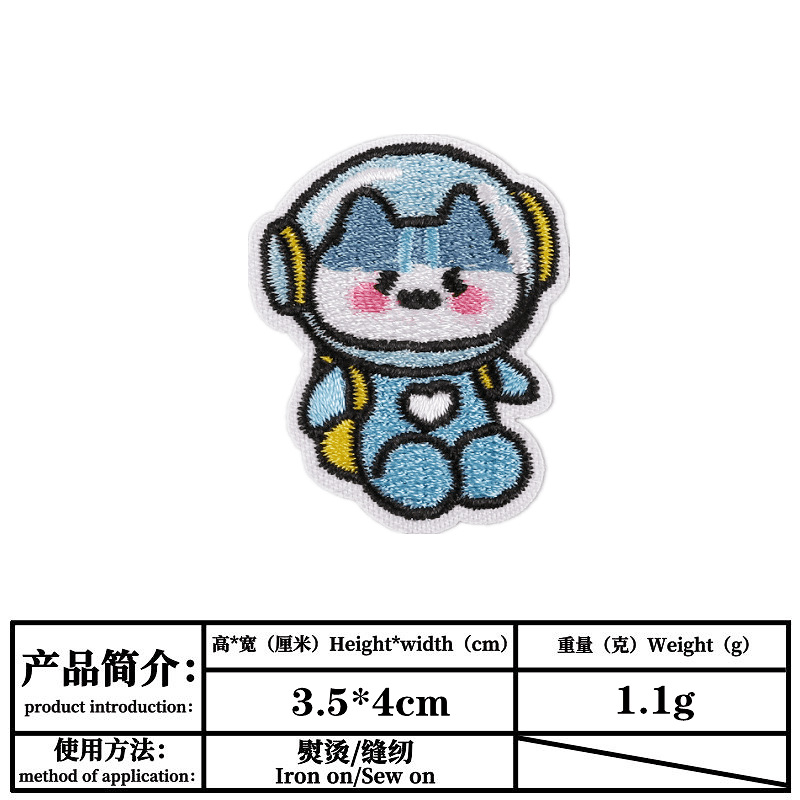 产品简介：
product introduction：
高*宽（厘米）Height*width（cm）
重量（克）Weight（g）
3.5*4cm
1.1g
使用方法：
method of application：
熨烫/缝纫
Iron on/Sew on